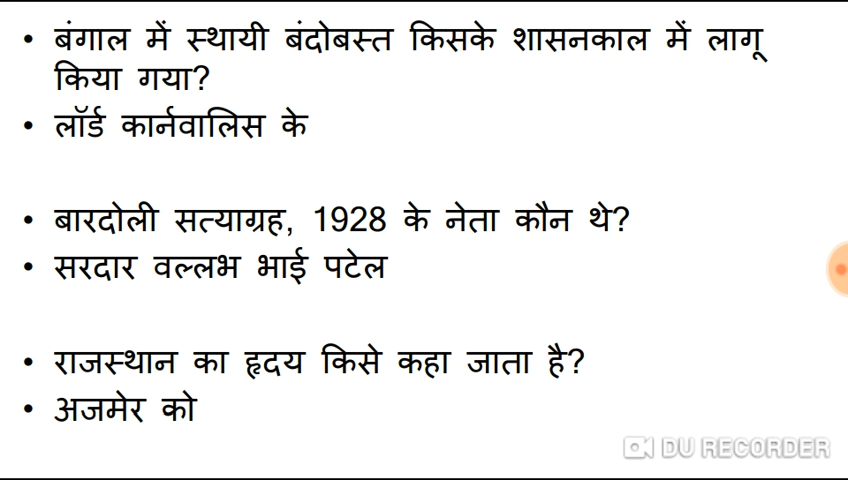 • बंगाल में स्थायी बंदोबस्त किसके शासनकाल में लागू
किया गया?
• लॉर्ड कार्नवालिस के
• बारदोली सत्याग्रह, 1928 के नेता कौन थे?
• सरदार वल्लभ भाई पटेल
• राजस्थान का हृदय किसे कहा जाता है?
• अजमेर को
DU RECORDER